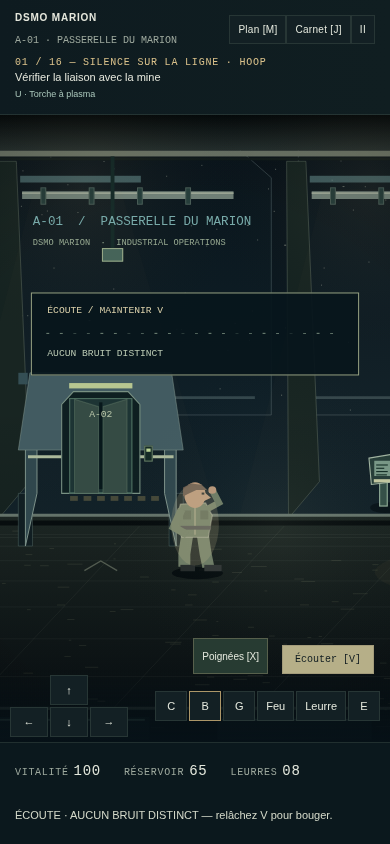 DSMO MARION
A-01 · PASSERELLE DU MARION
Plan [M]
Carnet [J]
II
01 / 16 — SILENCE SUR LA LIGNE · HOOP
Vérifier la liaison avec la mine
U · Torche à plasma
A-01 / PASSERELLE DU MARION
DSMO MARION · INDUSTRIAL OPERATIONS
ÉCOUTE / MAINTENIR V
AUCUN BRUIT DISTINCT
A-02
Poignées [X]
Écouter [V]
↑
← ↓ →
C B G Feu Leurre E
VITALITÉ 100 RÉSERVOIR 65 LEURRES 08
ÉCOUTE · AUCUN BRUIT DISTINCT — relâchez V pour bouger.